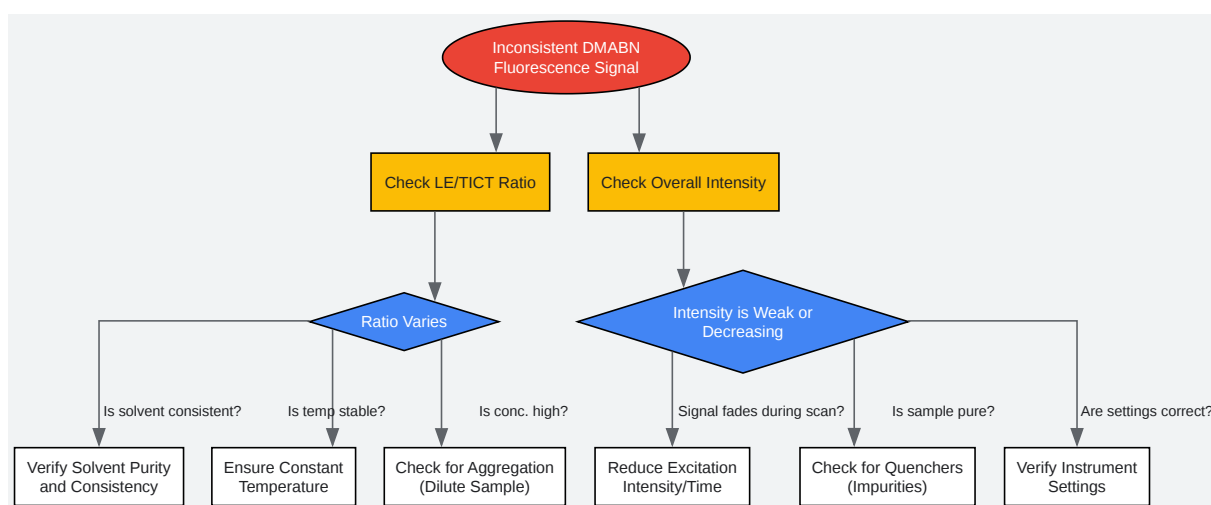 Inconsistent DMABN
Fluorescence Signal
Check LE/TICT Ratio
Check Overall Intensity
Ratio Varies
Intensity is Weak or
Decreasing
Is solvent consistent?
Is temp stable?
Is conc. high?
Signal fades during scan?
Is sample pure?
Are settings correct?
Verify Solvent Purity
and Consistency
Ensure Constant
Temperature
Check for Aggregation
(Dilute Sample)
Reduce Excitation
Intensity/Time
Check for Quenchers
(Impurities)
Verify Instrument
Settings